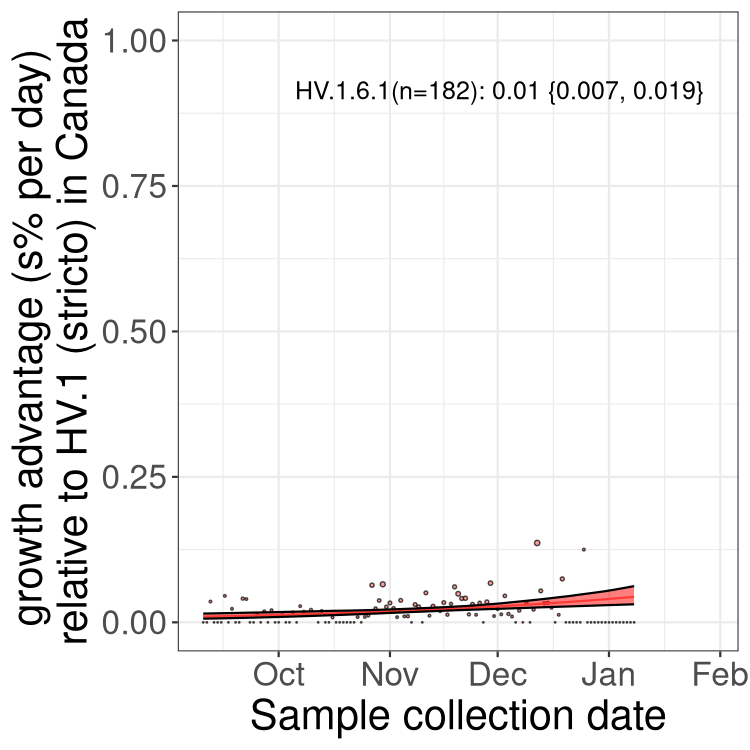 growth advantage (s% per day)
relative to HV.1 (stricto) in Canada
1.00
HV.1.6.1(n=182): 0.01 {0.007, 0.019}
0.75
0.50
0.25
0.00
Oct Nov Dec Jan Feb
Sample collection date